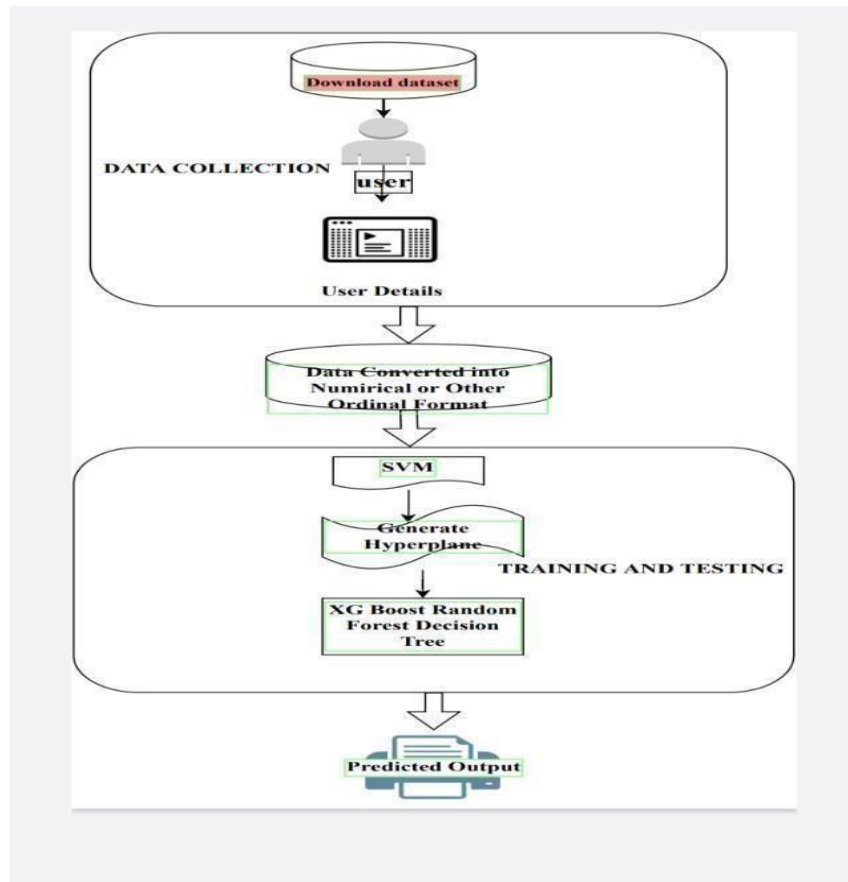 Download dataset
DATA COLLECTION
user
User Details
Data Converted into
Numirical or Other
Ordinal Format
SVM
Generate
Hyperplane
TRAINING AND TESTING
XG Boost Random
Forest Decision
Tree
Predicted Output